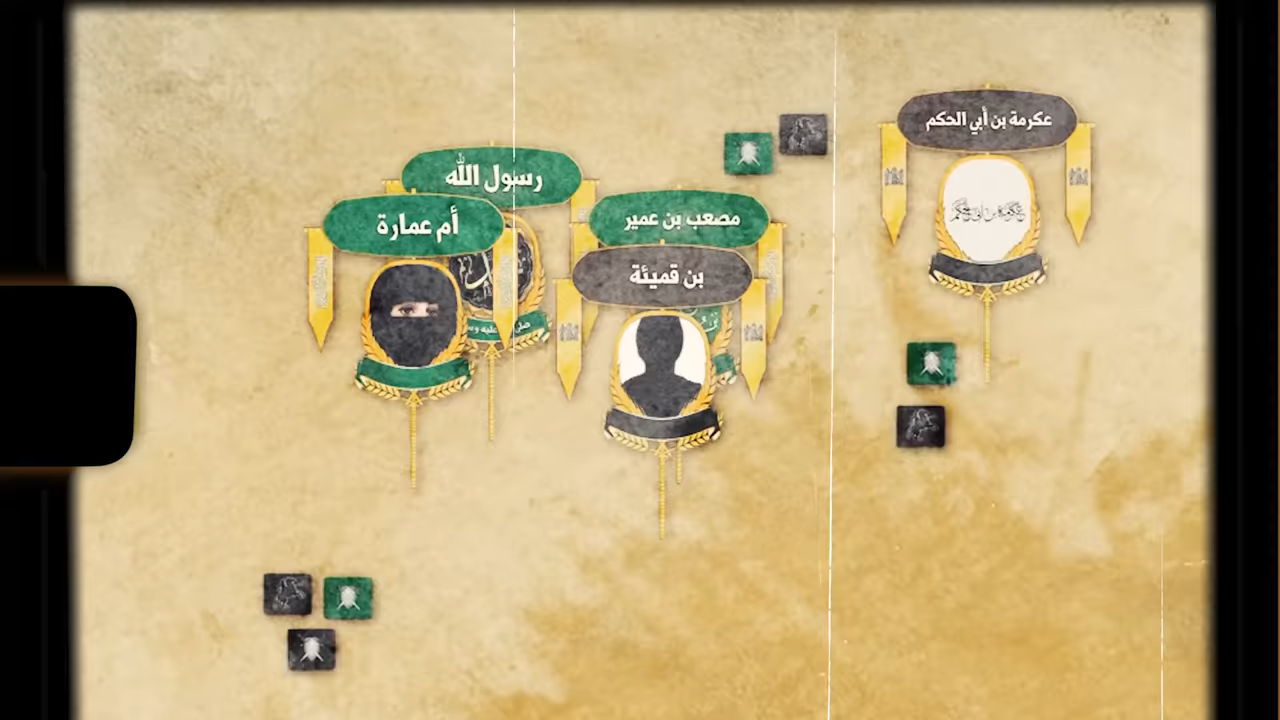 عكرمة بن أبي الحكم
رسول الله
مصعب بن عمير
أم عمارة
بن قميئة